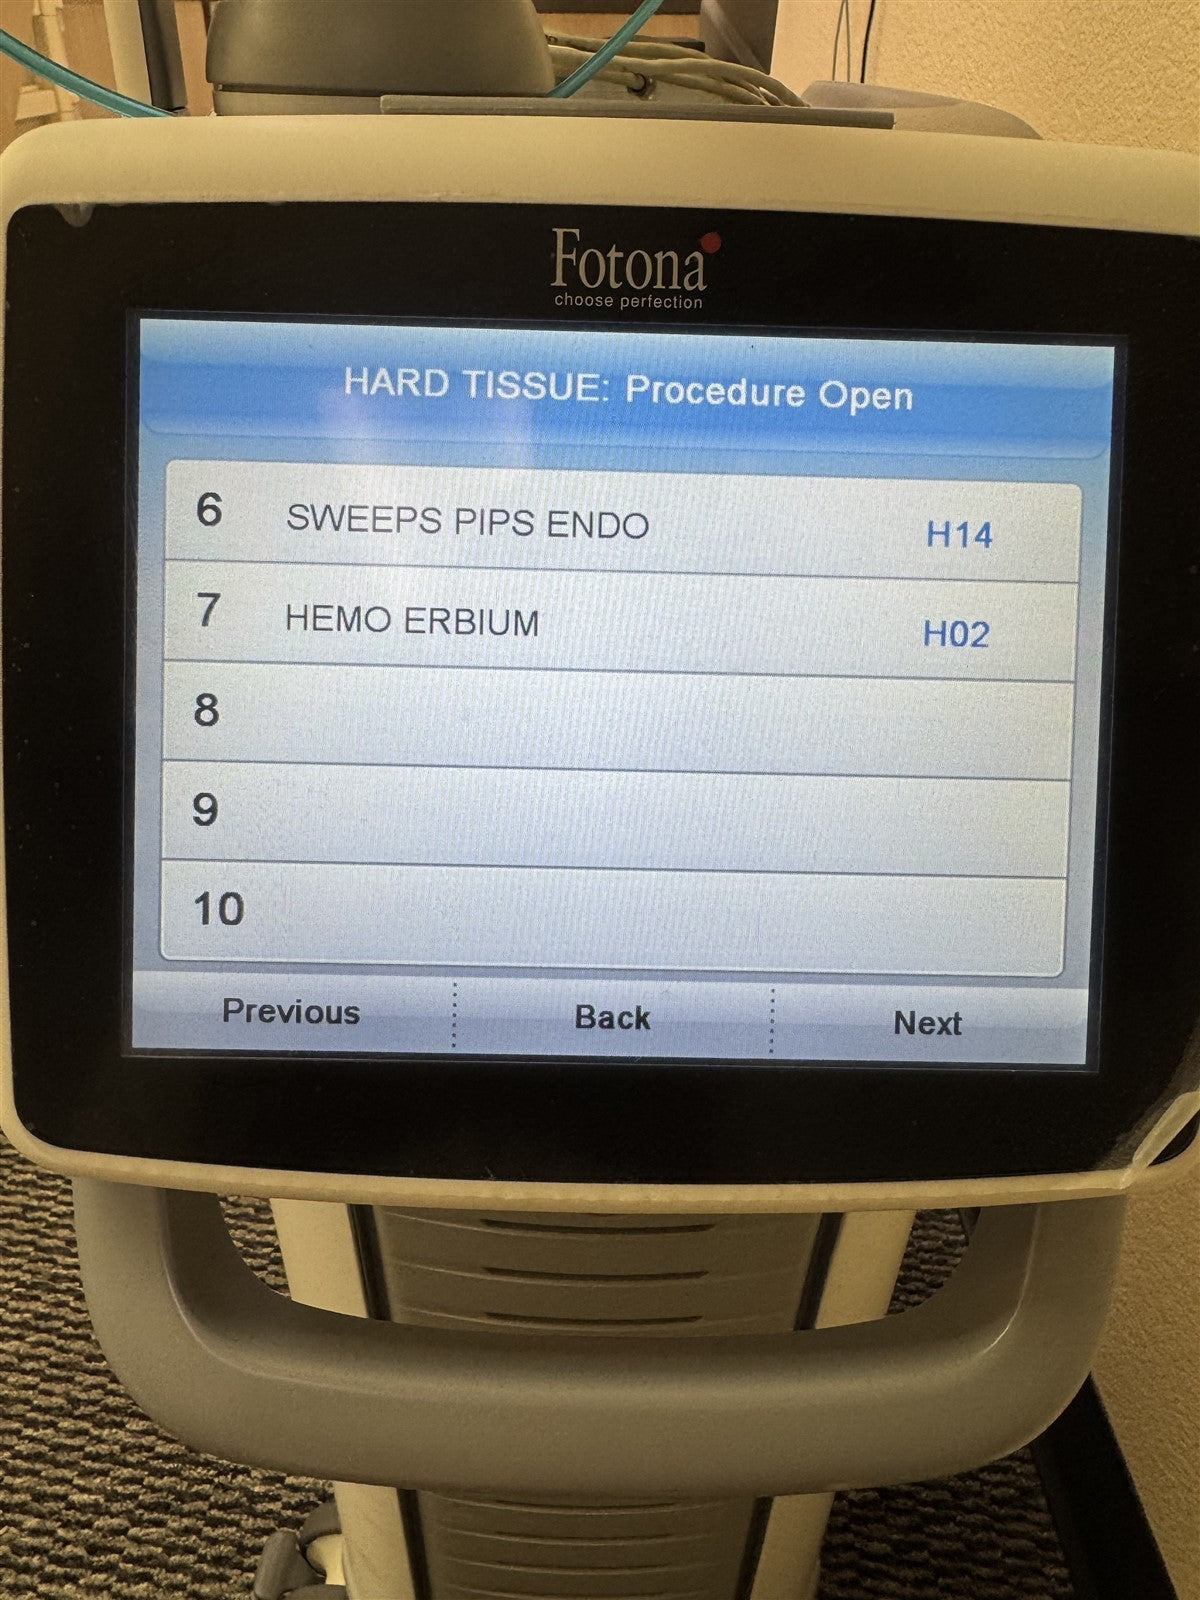 Fotona
choose perfection
HARD TISSUE: Procedure Open
6 SWEEPS PIPS ENDO H14
7 HEMO ERBIUM H02
8
9
10
Previous Back Next